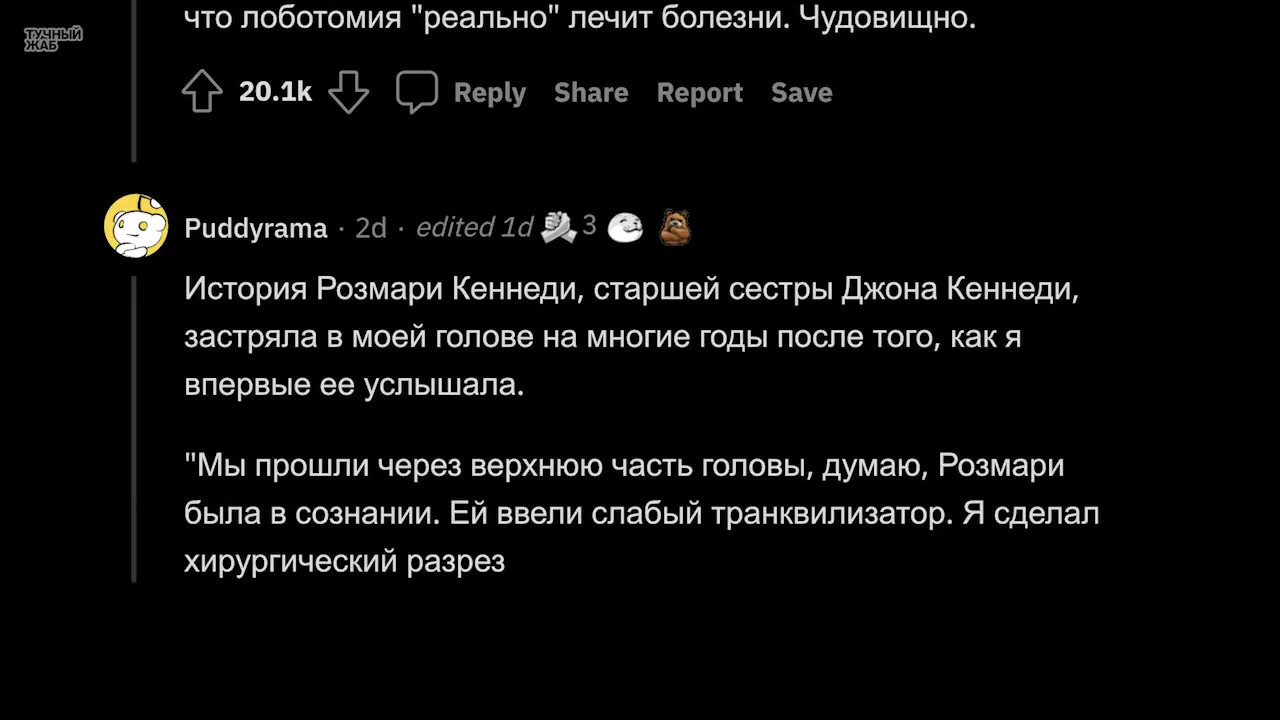 ТУЧНЫЙ
ЖАБ
что лоботомия "реально" лечит болезни. Чудовищно.
20.1k Reply Share Report Save
Puddyrama · 2d · edited 1d 3
История Розмари Кеннеди, старшей сестры Джона Кеннеди,
застряла в моей голове на многие годы после того, как я
впервые ее услышала.
"Мы прошли через верхнюю часть головы, думаю, Розмари
была в сознании. Ей ввели слабый транквилизатор. Я сделал
хирургический разрез